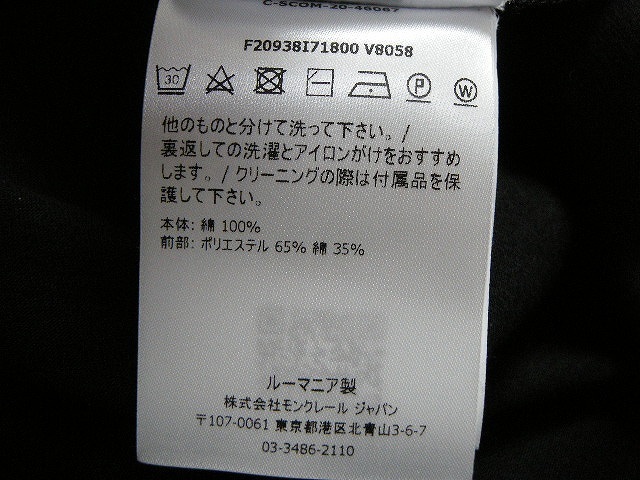 C-SCOM-20-46087
F20938I71800 V8058
30
P
W
他のものと分けて洗って下さい。/
裏返しての洗濯とアイロンがけをおすすめ
します。/ クリーニングの際は付属品を保
護して下さい。
本体: 綿 100%
前部: ポリエステル 65% 綿 35%
ルーマニア製
株式会社モンクレール ジャパン
〒107-0061 東京都港区北青山3-6-7
03-3486-2110